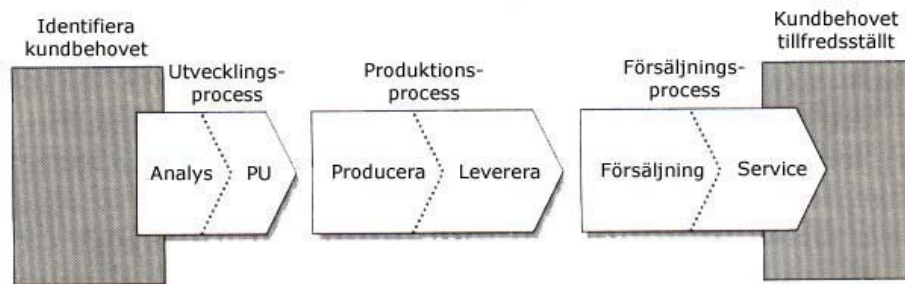 Identifiera
kundbehovet
Utvecklings-
process
Produktions-
process
Försäljnings-
process
Kundbehovet
tillfredsställt
Analys
PU
Producera
Leverera
Försäljning
Service